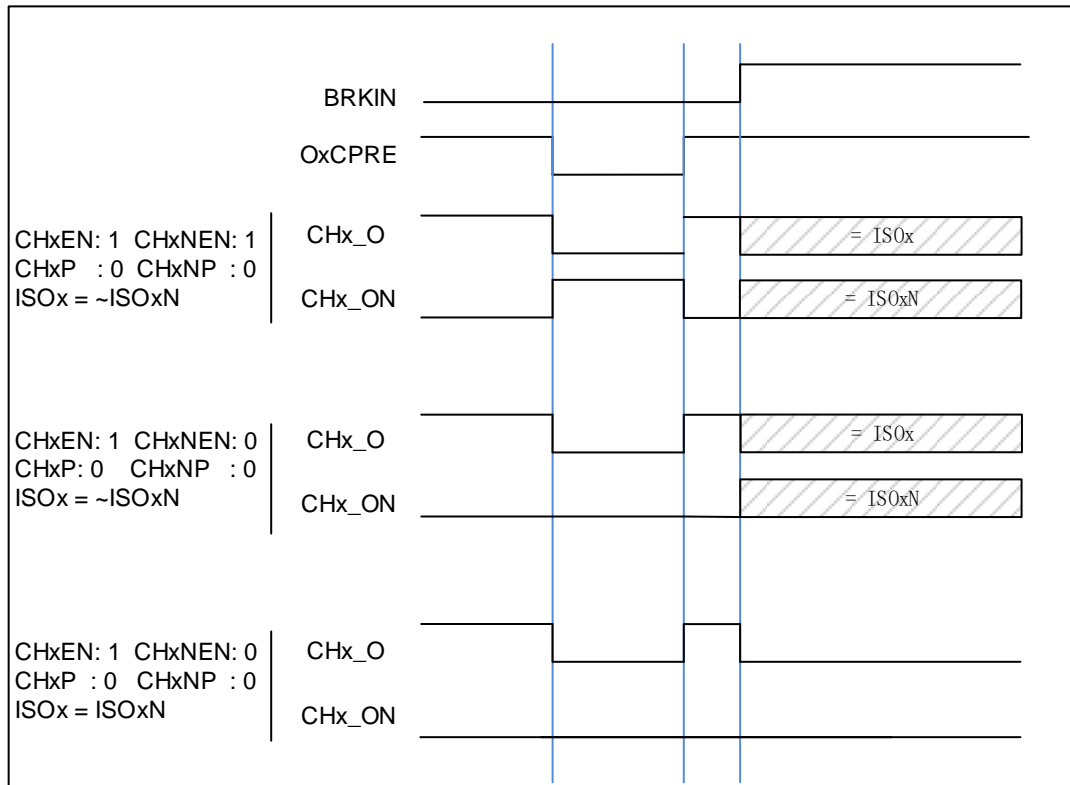 BRKIN
OxCPRE
CHxEN: 1 CHxNEN: 1
CHxP : 0 CHxNP : 0
ISOx = ~ISOxN
CHx_O
= ISOx
CHx_ON
= ISOxN
CHxEN: 1 CHxNEN: 0
CHxP: 0 CHxNP : 0
ISOx = ~ISOxN
CHx_O
= ISOx
CHx_ON
= ISOxN
CHxEN: 1 CHxNEN: 0
CHxP : 0 CHxNP : 0
ISOx = ISOxN
CHx_O
CHx_ON